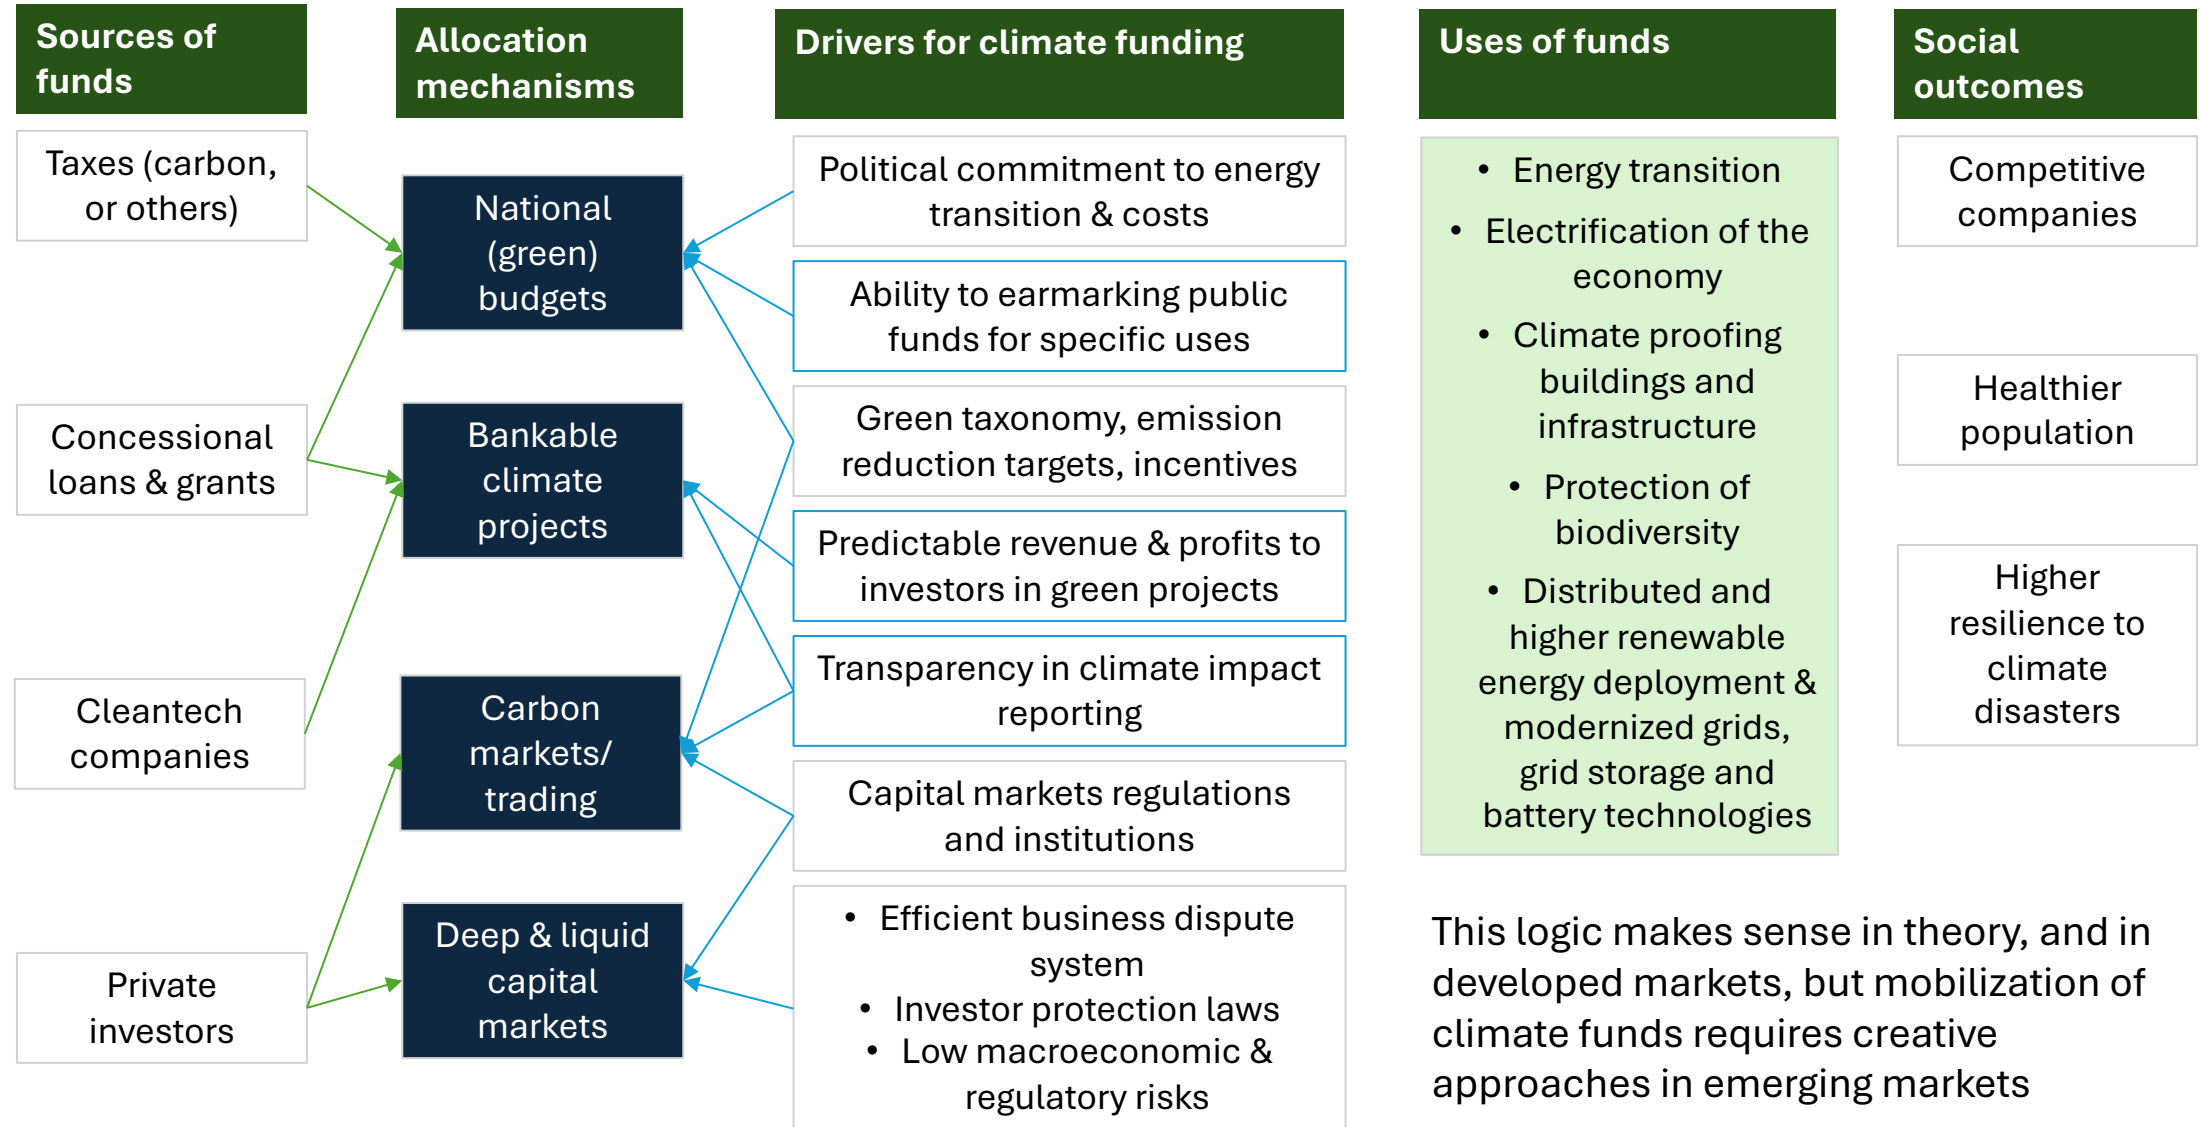 Sources of
funds
Allocation
mechanisms
Drivers for climate funding
Uses of funds
Social
outcomes
Taxes (carbon,
or others)
Concessional
loans & grants
Cleantech
companies
Private
investors
National
(green)
budgets
Bankable
climate
projects
Carbon
markets/
trading
Deep & liquid
capital
markets
Political commitment to energy
transition & costs
Ability to earmarking public
funds for specific uses
Green taxonomy, emission
reduction targets, incentives
Predictable revenue & profits to
investors in green projects
Transparency in climate impact
reporting
Capital markets regulations
and institutions
• Efficient business dispute
system
• Investor protection laws
• Low macroeconomic &
regulatory risks
• Energy transition
• Electrification of the
economy
• Climate proofing
buildings and
infrastructure
• Protection of
biodiversity
• Distributed and
higher renewable
energy deployment &
modernized grids,
grid storage and
battery technologies
Competitive
companies
Healthier
population
Higher
resilience to
climate
disasters
This logic makes sense in theory, and in
developed markets, but mobilization of
climate funds requires creative
approaches in emerging markets